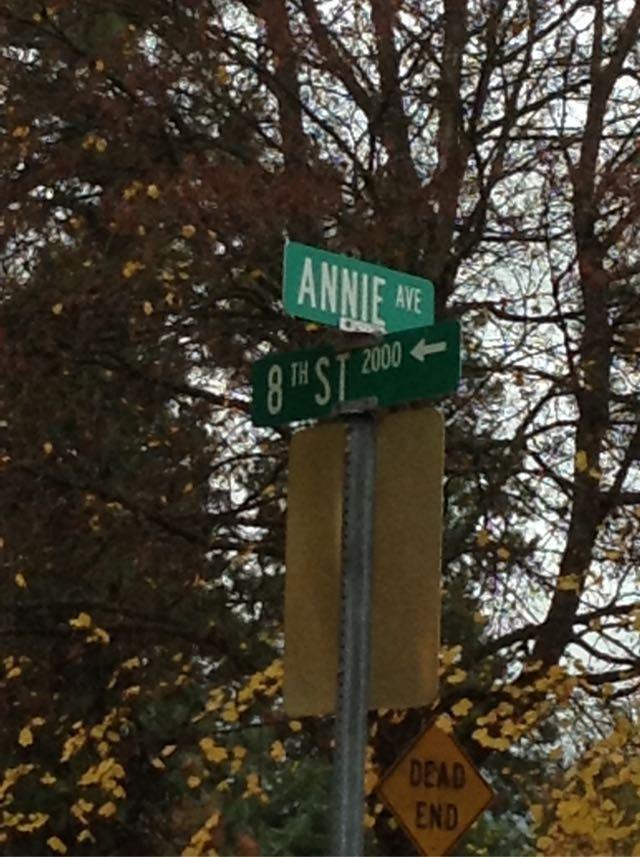 ANNIE AVE
8TH ST 2000 ←
DEAD
END